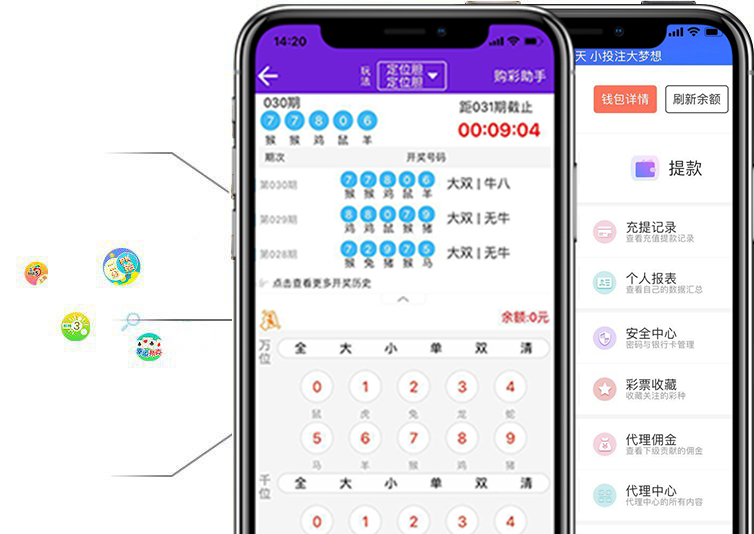 14:20
玩法
定位胆
定位胆
购彩助手
030期
7 7 8 0 6
猴 猴 鸡 鼠 羊
距031期截止
00:09:04
期次 开奖号码
第030期 7 7 8 0 6 大双 | 牛八
猴 猴 鸡 鼠 羊
第029期 8 8 0 7 9 大双 | 无牛
鸡 鸡 鼠 猴 猪
第028期 7 2 9 7 5 大双 | 无牛
猴 兔 猪 猴 马
点击查看更多开奖历史
余额:0元
万位 全 大 小 单 双 清
0 1 2 3 4
鼠 虎 兔 龙 蛇
5 6 7 8 9
马 羊 猴 鸡 猪
千位 全 大 小 单 双 清
0 1 2 3 4
天 小投注大梦想
钱包详情 刷新余额
提款
充提记录
查看充值提款记录
个人报表
查看自己的数据汇总
安全中心
密码与银行卡管理
彩票收藏
收藏关注的彩种
代理佣金
查看下级贡献的佣金
代理中心
代理中心的所有内容
3